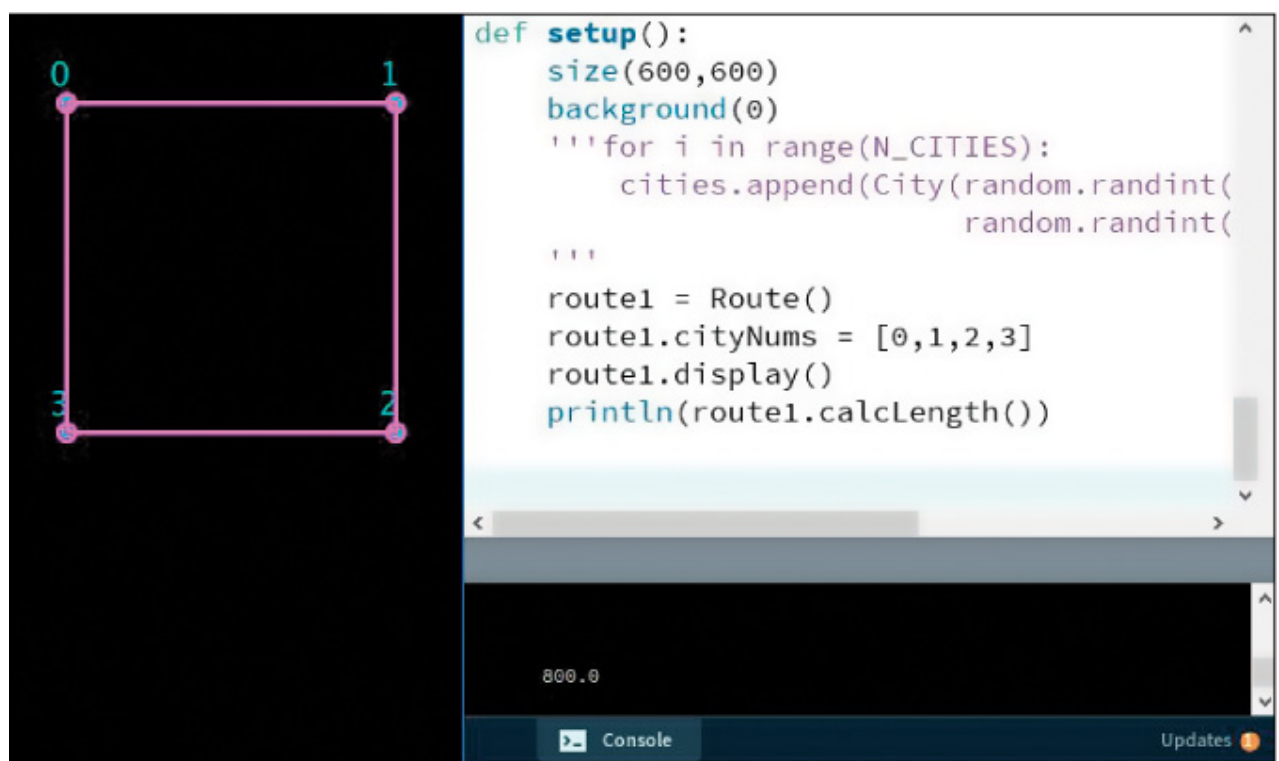 0 1
3 2
def setup():
    size(600,600)
    background(0)
    '''for i in range(N_CITIES):
        cities.append(City(random.randint(
                           random.randint(
    '''
    route1 = Route()
    route1.cityNums = [0,1,2,3]
    route1.display()
    println(route1.calcLength())
800.0
>_ Console
Updates 1